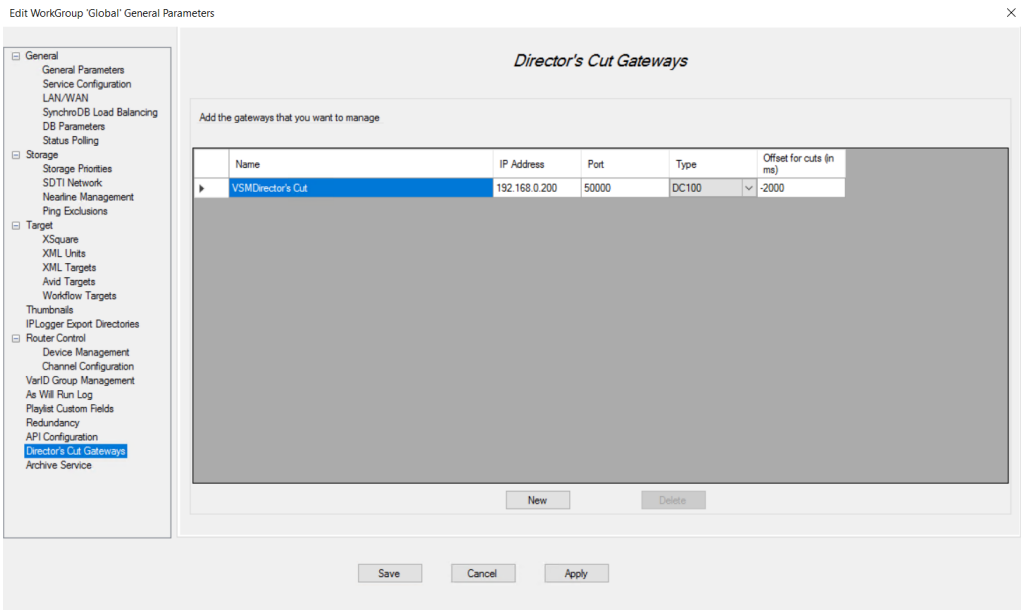 Edit WorkGroup 'Global' General Parameters
General
General Parameters
Service Configuration
LAN/WAN
SynchroDB Load Balancing
DB Parameters
Status Polling
Storage
Storage Priorities
SDTI Network
Nearline Management
Ping Exclusions
Target
XSquare
XML Units
XML Targets
Avid Targets
Workflow Targets
Thumbnails
IPLogger Export Directories
Router Control
Device Management
Channel Configuration
VarID Group Management
As Will Run Log
Playlist Custom Fields
Redundancy
API Configuration
Director's Cut Gateways
Archive Service
Director's Cut Gateways
Add the gateways that you want to manage
Name IP Address Port Type Offset for cuts (in
ms)
VSMDirector's Cut 192.168.0.200 50000 DC100 -2000
New Delete
Save Cancel Apply